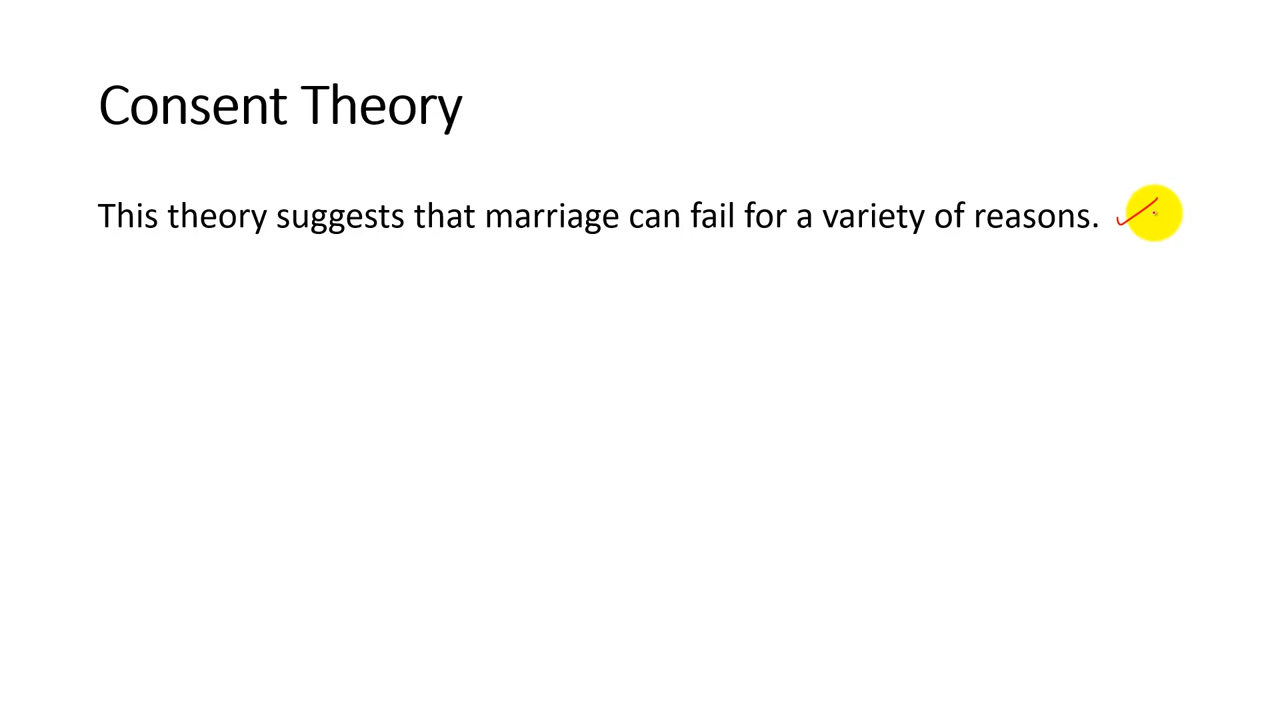 Consent Theory
This theory suggests that marriage can fail for a variety of reasons.